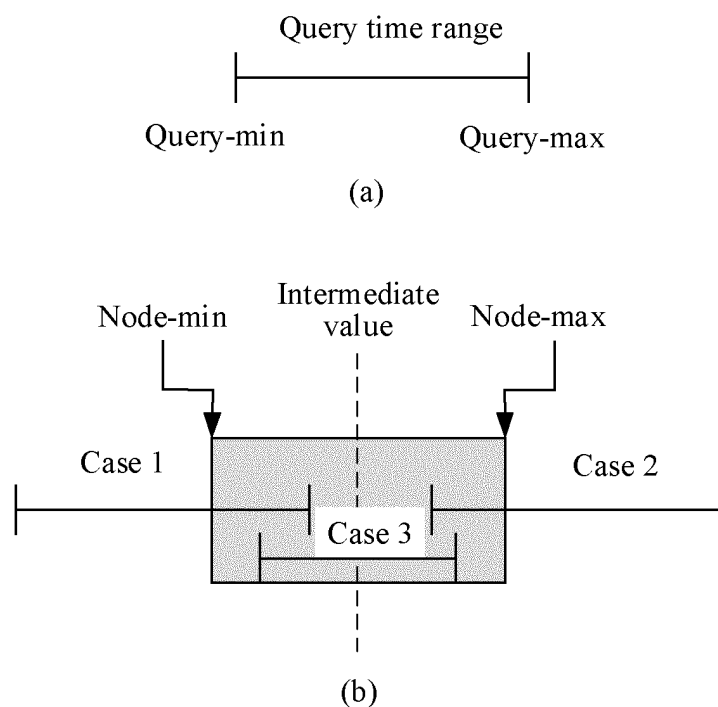 Query time range
Query-min
Query-max
(a)
Intermediate
value
Node-min
Node-max
Case 1
Case 2
Case 3
(b)